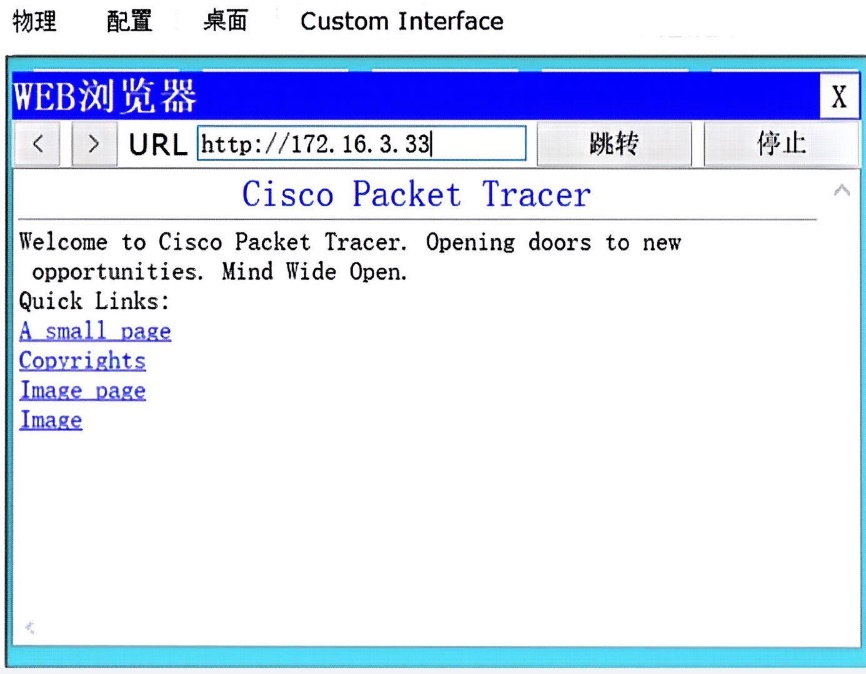 物理 配置 桌面 Custom Interface
WEB浏览器 X
< > URL http://172.16.3.33 跳转 停止
Cisco Packet Tracer
Welcome to Cisco Packet Tracer. Opening doors to new
opportunities. Mind Wide Open.
Quick Links:
A small page
Copyrights
Image page
Image